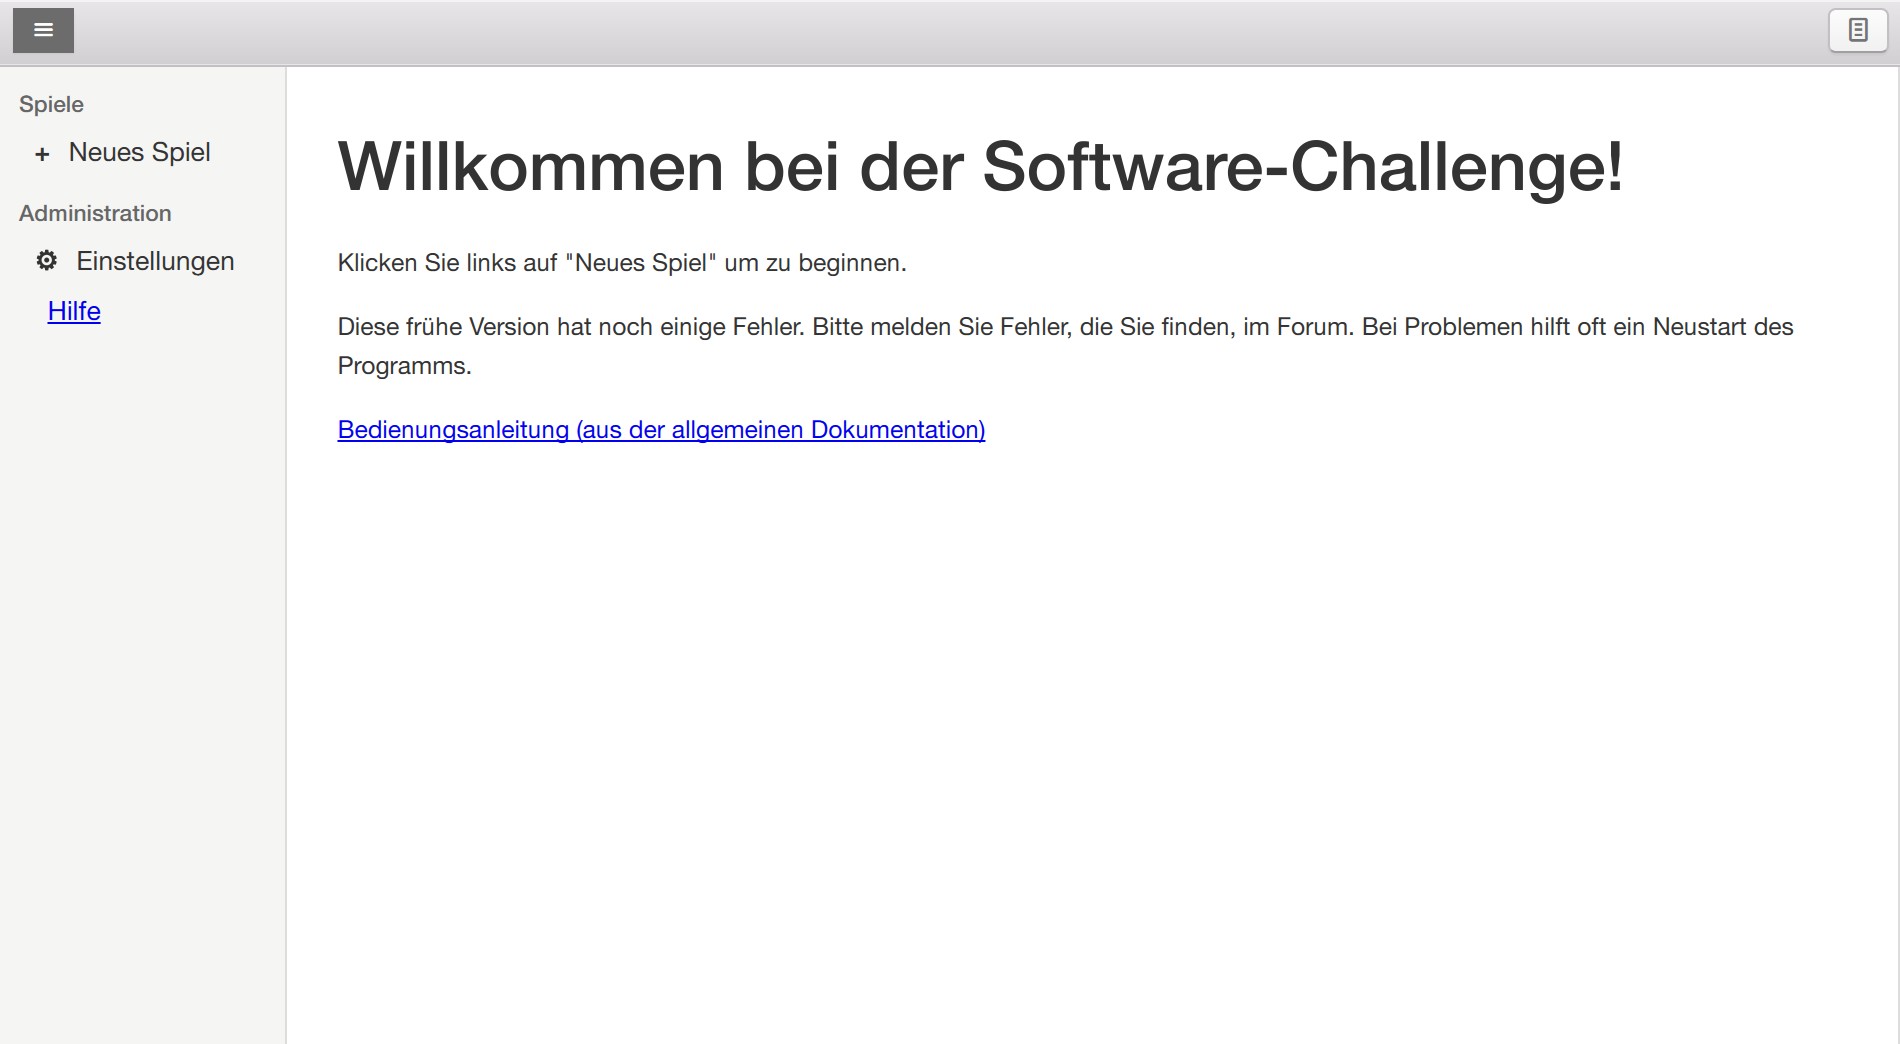 Spiele
+ Neues Spiel
Administration
Einstellungen
Hilfe
Willkommen bei der Software-Challenge!
Klicken Sie links auf "Neues Spiel" um zu beginnen.
Diese frühe Version hat noch einige Fehler. Bitte melden Sie Fehler, die Sie finden, im Forum. Bei Problemen hilft oft ein Neustart des
Programms.
Bedienungsanleitung (aus der allgemeinen Dokumentation)